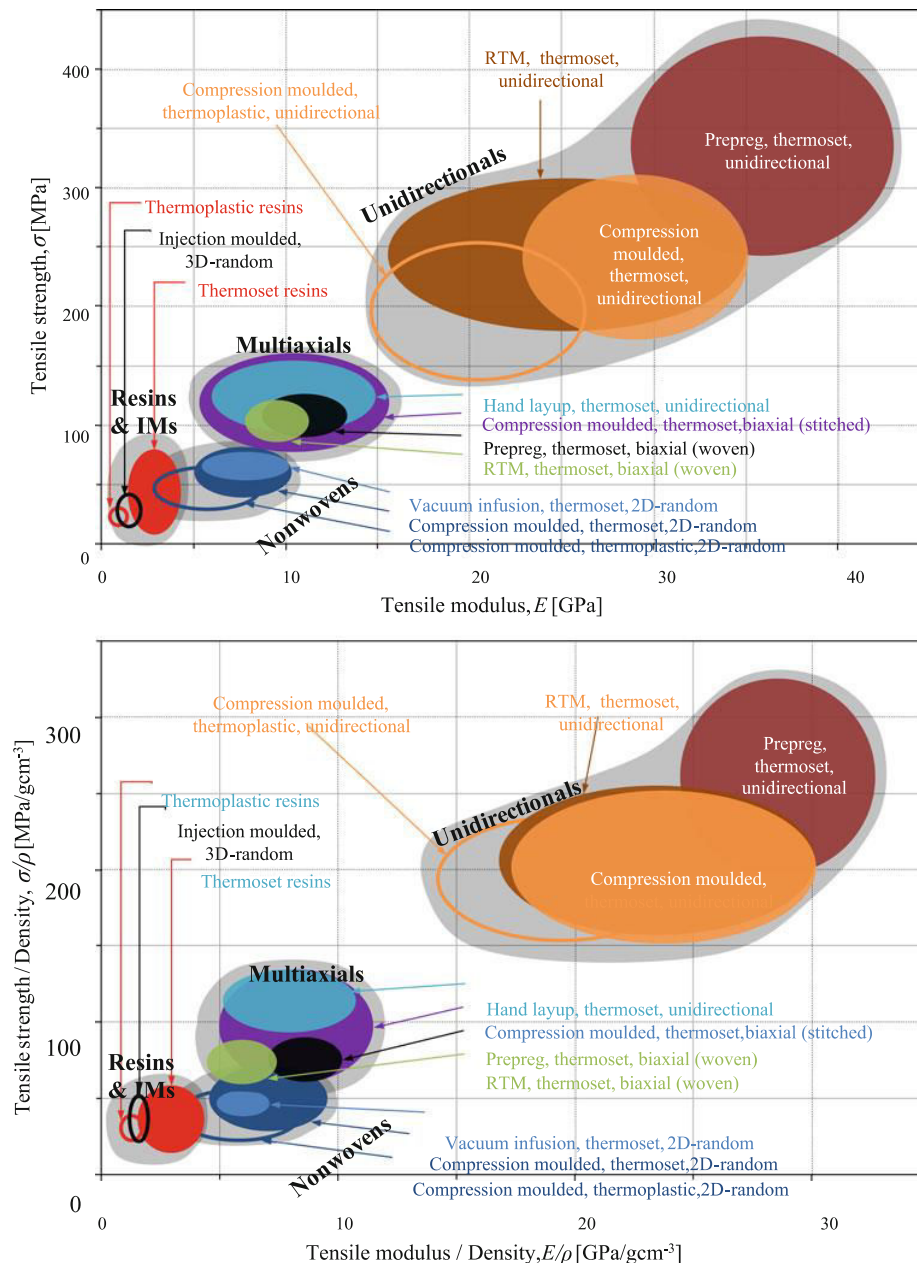 400
300
200
100
0
Tensile strength, σ [MPa]
RTM, thermoset,
unidirectional
Compression moulded,
thermoplastic, unidirectional
Prepreg, thermoset,
unidirectional
Unidirectionals
Thermoplastic resins
Injection moulded,
3D-random
Thermoset resins
Compression
moulded,
thermoset,
unidirectional
Multiaxials
Resins
& IMs
Hand layup, thermoset, unidirectional
Compression moulded, thermoset,biaxial (stitched)
Prepreg, thermoset, biaxial (woven)
RTM, thermoset, biaxial (woven)
Nonwovens
Vacuum infusion, thermoset, 2D-random
Compression moulded, thermoset,2D-random
Compression moulded, thermoplastic,2D-random
0 10 20 30 40
Tensile modulus, E [GPa]
300
200
100
0
Tensile strength / Density, σ/ρ [MPa/gcm-3]
Compression moulded,
thermoplastic, unidirectional
RTM, thermoset,
unidirectional
Prepreg,
thermoset,
unidirectional
Unidirectionals
Thermoplastic resins
Injection moulded,
3D-random
Thermoset resins
Compression moulded,
thermoset, unidirectional
Multiaxials
Resins
& IMs
Hand layup, thermoset, unidirectional
Compression moulded, thermoset,biaxial (stitched)
Prepreg, thermoset, biaxial (woven)
RTM, thermoset, biaxial (woven)
Nonwovens
Vacuum infusion, thermoset, 2D-random
Compression moulded, thermoset,2D-random
Compression moulded, thermoplastic,2D-random
0 10 20 30
Tensile modulus / Density, E/ρ [GPa/gcm-3]